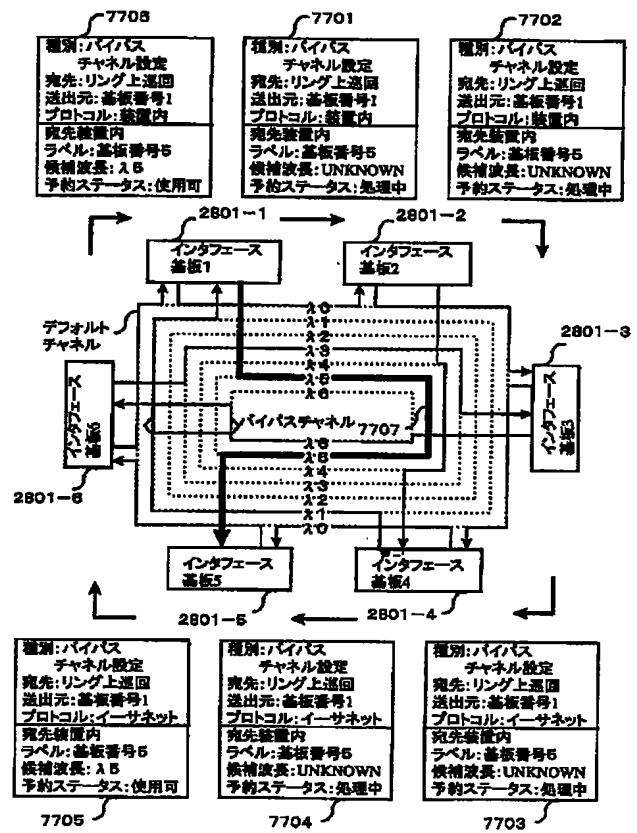 7706
種別:バイパス
チャネル設定
宛先:リング上巡回
送出元:基板番号1
プロトコル:装置内
宛先装置内
ラベル:基板番号5
候補波長:λ5
予約ステータス:使用可
7701
種別:バイパス
チャネル設定
宛先:リング上巡回
送出元:基板番号1
プロトコル:装置内
宛先装置内
ラベル:基板番号5
候補波長:UNKNOWN
予約ステータス:処理中
7702
種別:バイパス
チャネル設定
宛先:リング上巡回
送出元:基板番号1
プロトコル:装置内
宛先装置内
ラベル:基板番号5
候補波長:UNKNOWN
予約ステータス:処理中
2801-1
インタフェース
基板1
2801-2
インタフェース
基板2
デフォルト
チャネル
λ0
λ1
λ2
λ3
λ4
λ5
λ6
バイパスチャネル
7707
λ6
λ5
λ4
λ3
λ2
λ1
λ0
2801-3
インタフェース
基板3
インタフェース
基板6
2801-6
インタフェース
基板5
2801-5
インタフェース
基板4
2801-4
種別:バイパス
チャネル設定
宛先:リング上巡回
送出元:基板番号1
プロトコル:イーサネット
宛先装置内
ラベル:基板番号5
候補波長:λ5
予約ステータス:使用可
7705
種別:バイパス
チャネル設定
宛先:リング上巡回
送出元:基板番号1
プロトコル:イーサネット
宛先装置内
ラベル:基板番号5
候補波長:UNKNOWN
予約ステータス:処理中
7704
種別:バイパス
チャネル設定
宛先:リング上巡回
送出元:基板番号1
プロトコル:イーサネット
宛先装置内
ラベル:基板番号5
候補波長:UNKNOWN
予約ステータス:処理中
7703